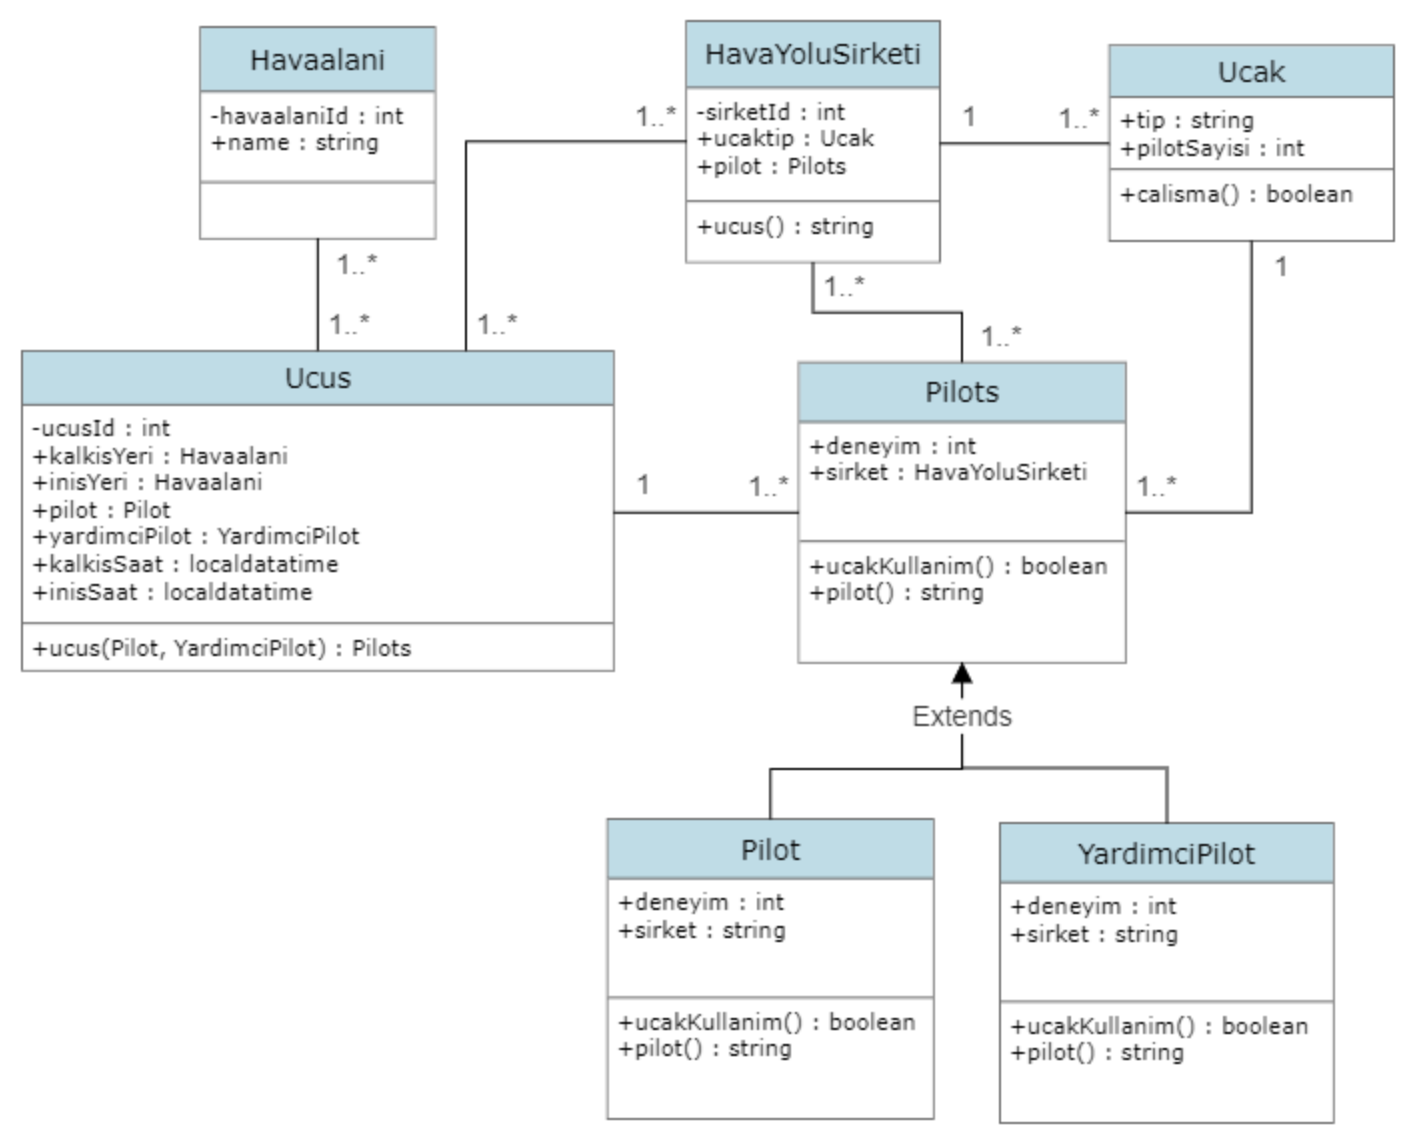 Havaalani
-havaalaniId : int
+name : string
1..*
1..*
HavaYoluSirketi
-sirketId : int
+ucaktip : Ucak
+pilot : Pilots
+ucus() : string
1..*
1..*
1
1..*
Ucak
+tip : string
+pilotSayisi : int
+calisma() : boolean
1
1..*
1..*
Ucus
-ucusId : int
+kalkisYeri : Havaalani
+inisYeri : Havaalani
+pilot : Pilot
+yardimciPilot : YardimciPilot
+kalkisSaat : localdatatime
+inisSaat : localdatatime
+ucus(Pilot, YardimciPilot) : Pilots
1
1..*
Pilots
+deneyim : int
+sirket : HavaYoluSirketi
+ucakKullanim() : boolean
+pilot() : string
1..*
Extends
Pilot
+deneyim : int
+sirket : string
+ucakKullanim() : boolean
+pilot() : string
YardimciPilot
+deneyim : int
+sirket : string
+ucakKullanim() : boolean
+pilot() : string